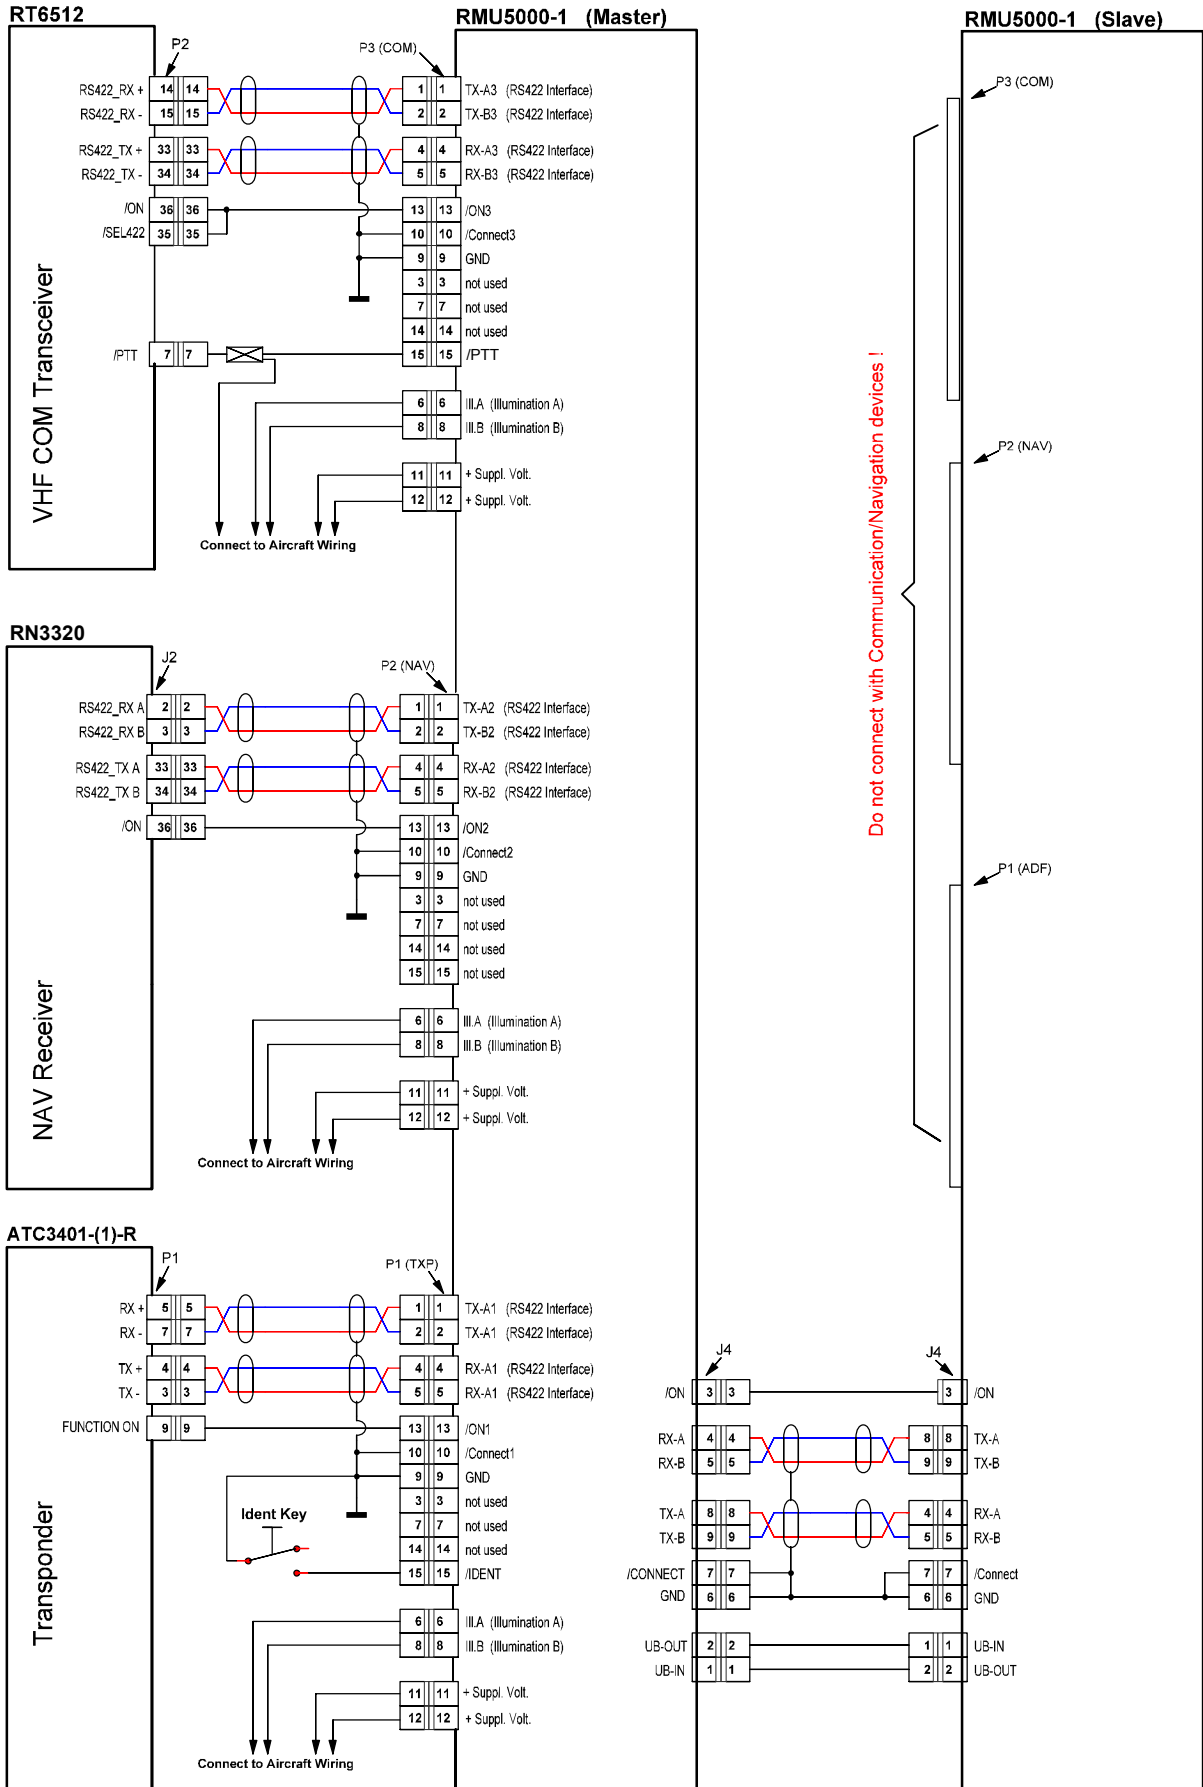 RT6512
RMU5000-1 (Master)
RMU5000-1 (Slave)
P2
P3 (COM)
P3 (COM)
RS422_RX + 14 14 1 1 TX-A3 (RS422 Interface)
RS422_RX - 15 15 2 2 TX-B3 (RS422 Interface)
RS422_TX + 33 33 4 4 RX-A3 (RS422 Interface)
RS422_TX - 34 34 5 5 RX-B3 (RS422 Interface)
/ON 36 36 13 13 /ON3
/SEL422 35 35 10 10 /Connect3
9 9 GND
3 3 not used
7 7 not used
14 14 not used
/PTT 7 7 15 15 /PTT
6 6 Ill.A (Illumination A)
8 8 Ill.B (Illumination B)
11 11 + Suppl. Volt.
12 12 + Suppl. Volt.
Connect to Aircraft Wiring
VHF COM Transceiver
Do not connect with Communication/Navigation devices !
P2 (NAV)
P1 (ADF)
RN3320
J2
P2 (NAV)
RS422_RX A 2 2 1 1 TX-A2 (RS422 Interface)
RS422_RX B 3 3 2 2 TX-B2 (RS422 Interface)
RS422_TX A 33 33 4 4 RX-A2 (RS422 Interface)
RS422_TX B 34 34 5 5 RX-B2 (RS422 Interface)
/ON 36 36 13 13 /ON2
10 10 /Connect2
9 9 GND
3 3 not used
7 7 not used
14 14 not used
15 15 not used
6 6 Ill.A (Illumination A)
8 8 Ill.B (Illumination B)
11 11 + Suppl. Volt.
12 12 + Suppl. Volt.
Connect to Aircraft Wiring
NAV Receiver
ATC3401-(1)-R
P1
P1 (TXP)
RX + 5 5 1 1 TX-A1 (RS422 Interface)
RX - 7 7 2 2 TX-A1 (RS422 Interface)
TX + 4 4 4 4 RX-A1 (RS422 Interface)
TX - 3 3 5 5 RX-A1 (RS422 Interface)
FUNCTION ON 9 9 13 13 /ON1
10 10 /Connect1
9 9 GND
3 3 not used
7 7 not used
14 14 not used
15 15 /IDENT
Ident Key
6 6 Ill.A (Illumination A)
8 8 Ill.B (Illumination B)
11 11 + Suppl. Volt.
12 12 + Suppl. Volt.
Connect to Aircraft Wiring
Transponder
J4
J4
/ON 3 3 3 /ON
RX-A 4 4 8 8 TX-A
RX-B 5 5 9 9 TX-B
TX-A 8 8 4 4 RX-A
TX-B 9 9 5 5 RX-B
/CONNECT 7 7 7 7 /Connect
GND 6 6 6 6 GND
UB-OUT 2 2 1 1 UB-IN
UB-IN 1 1 2 2 UB-OUT